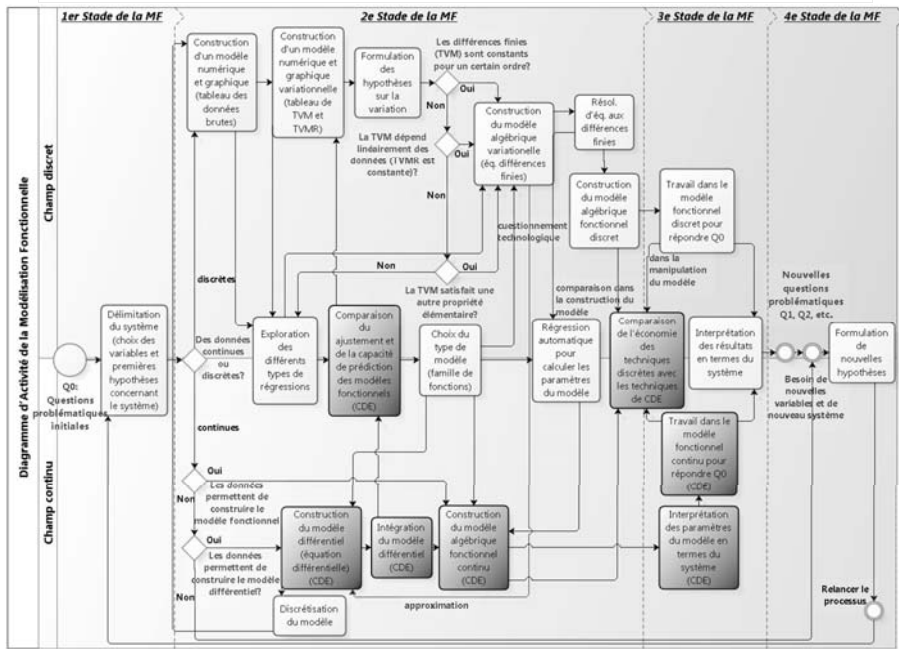 1er Stade de la MF
2e Stade de la MF
3e Stade de la MF
4e Stade de la MF
Diagramme d'Activité de la Modélisation Fonctionnelle
Champ discret
Champ continu
Construction
d'un modèle
numérique
et graphique
(tableau des
données
brutes)
Construction
d'un modèle
numérique et
graphique
variationnelle
(tableau de
TVM et
TVMR)
Formulation
des
hypothèses
sur la
variation
Les différences finies
(TVM) sont constants
pour un certain ordre?
Oui
Non
La TVM dépend
linéairement des
données (TVMR est
constante)?
Oui
Non
Construction
du modèle
algébrique
variationelle
(éq. différences
finies)
Résol.
d'éq. aux
différences
finies
Construction
du modèle
algébrique
fonctionnel
discret
Travail dans le
modèle
fonctionnel
discret pour
répondre Q0
cuestionnement
technologique
Non
Oui
La TVM satisfait une
autre propriété
élémentaire?
discrètes
dans la
manipulation
du modèle
comparaison dans
la construction du
modèle
Nouvelles
questions
problématiques
Q1, Q2, etc.
Q0:
Questions
problématiques
initiales
Délimitation
du système
(choix des
variables et
premières
hypothèses
concernant
le système)
Des données
continues
ou
discrètes?
Exploration
des
différents
types de
régressions
Comparaison
du
ajustement
et de la
capacité de
prédiction
des modèles
fonctionnels
(CDE)
Choix du
type de
modèle
(famille de
fonctions)
Régression
automatique
pour
calculer les
paramètres
du modèle
Comparaison
de l'économie
des
techniques
discrètes avec
les techniques
de CDE
Interprétation
des résultats
en termes
du système
Formulation
de nouvelles
hypothèses
Besoin de
nouvelles
variables et de
nouveau système
continues
Oui
Non
Les données
permettent de
construire le
modèle fonctionnel
Travail dans le
modèle
fonctionnel
continu pour
répondre Q0
(CDE)
Oui
Non
Les données
permettent de
construire le modèle
différentiel?
Construction
du modèle
différentiel
(équation
différentielle)
(CDE)
Intégration
du modèle
différentiel
(CDE)
Construction
du modèle
algébrique
fonctionnel
continu (CDE)
Interprétation
des paramètres
du modèle en
termes du
système
(CDE)
Discrétisation
du modèle
approximation
Relancer le
processus